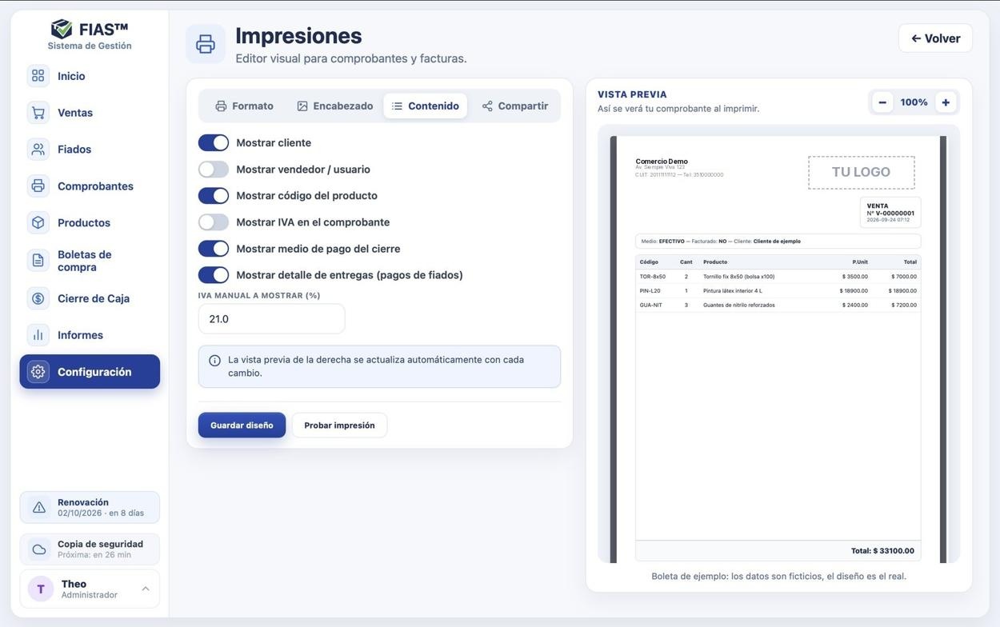 FIAS™
Sistema de Gestión
Inicio
Ventas
Fiados
Comprobantes
Productos
Boletas de
compra
Cierre de Caja
Informes
Configuración
Renovación
02/10/2026 · en 8 días
Copia de seguridad
Próxima: en 26 min
T
Theo
Administrador
Impresiones
Editor visual para comprobantes y facturas.
← Volver
Formato Encabezado Contenido Compartir
Mostrar cliente
Mostrar vendedor / usuario
Mostrar código del producto
Mostrar IVA en el comprobante
Mostrar medio de pago del cierre
Mostrar detalle de entregas (pagos de fiados)
IVA MANUAL A MOSTRAR (%)
21.0
La vista previa de la derecha se actualiza automáticamente con cada
cambio.
Guardar diseño Probar impresión
VISTA PREVIA
Así se verá tu comprobante al imprimir.
− 100% +
Comercio Demo
Av. Siempre Viva 123
CUIT: 20111111112 — Tel: 3510000000
TU LOGO
VENTA
N° V-00000001
2026-09-24 07:12
Medio: EFECTIVO — Facturado: NO — Cliente: Cliente de ejemplo
Código Cant Producto P.Unit Total
TOR-8x50 2 Tornillo fix 8x50 (bolsa x100) $ 3500.00 $ 7000.00
PIN-L20 1 Pintura látex interior 4 L $ 18900.00 $ 18900.00
GUA-NIT 3 Guantes de nitrilo reforzados $ 2400.00 $ 7200.00
Total: $ 33100.00
Boleta de ejemplo: los datos son ficticios, el diseño es el real.